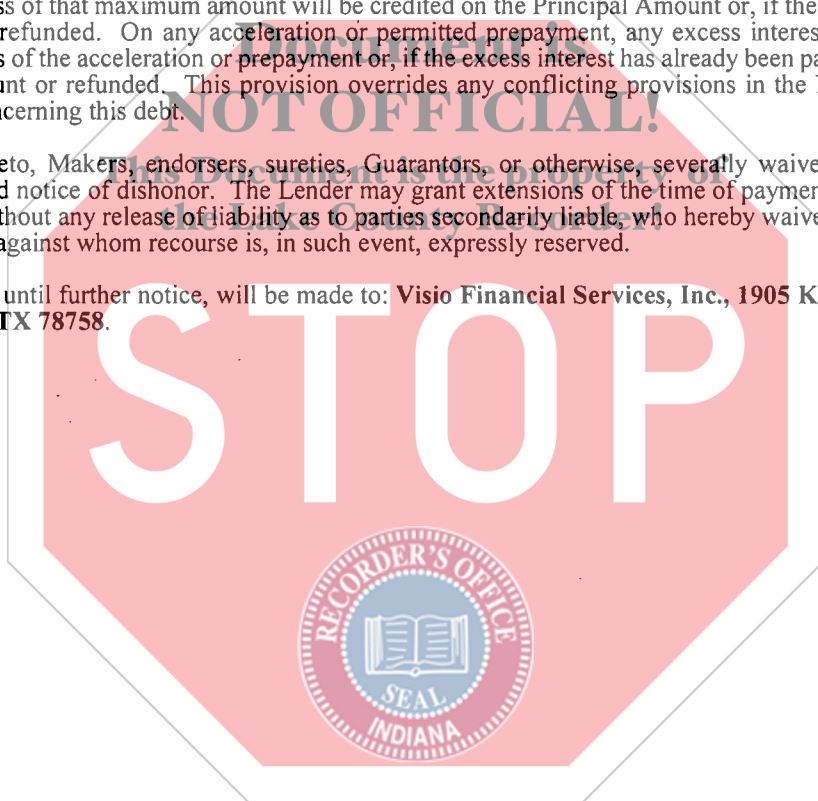 ss of that maximum amount will be credited on the Principal Amount or, if the
refunded. On any acceleration or permitted prepayment, any excess interes
s of the acceleration or prepayment or, if the excess interest has already been pa
unt or refunded. This provision overrides any conflicting provisions in the
ncerning this debt.
Document is
NOT OFFICIAL!
This Document is the property of
the Lake County Recorder!
eto, Makers, endorsers, sureties, Guarantors, or otherwise, severally waive
d notice of dishonor. The Lender may grant extensions of the time of paymen
thout any release of liability as to parties secondarily liable, who hereby waive
against whom recourse is, in such event, expressly reserved.
until further notice, will be made to: Visio Financial Services, Inc., 1905 K
TX 78758.
STOP
RECORDER'S OFFICE
SEAL
INDIANA